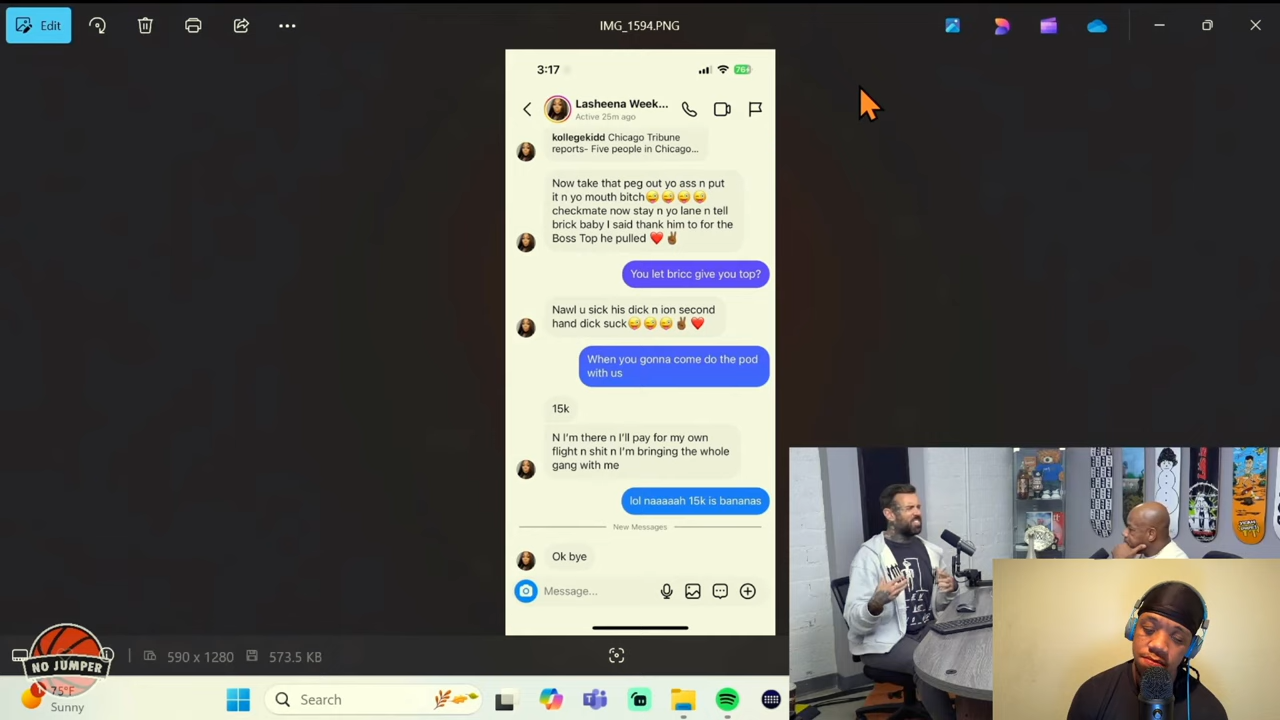 Edit
IMG_1594.PNG
3:17
76+
Lasheena Week...
Active 25m ago
kollegekidd Chicago Tribune
reports- Five people in Chicago...
Now take that peg out yo ass n put
it n yo mouth bitch😜😜😜😜
checkmate now stay n yo lane n tell
brick baby I said thank him to for the
Boss Top he pulled ❤️✌🏾
You let bricc give you top?
Nawl u sick his dick n ion second
hand dick suck😜😜😜✌🏾❤️
When you gonna come do the pod
with us
15k
N I'm there n I'll pay for my own
flight n shit n I'm bringing the whole
gang with me
lol naaaaah 15k is bananas
New Messages
Ok bye
Message...
NO JUMPER
590 x 1280
573.5 KB
75°F
Sunny
Search